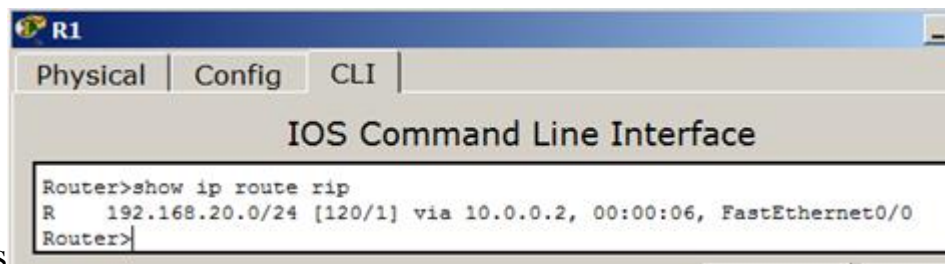 R1
Physical Config CLI
IOS Command Line Interface
Router>show ip route rip
R 192.168.20.0/24 [120/1] via 10.0.0.2, 00:00:06, FastEthernet0/0
Router>
s